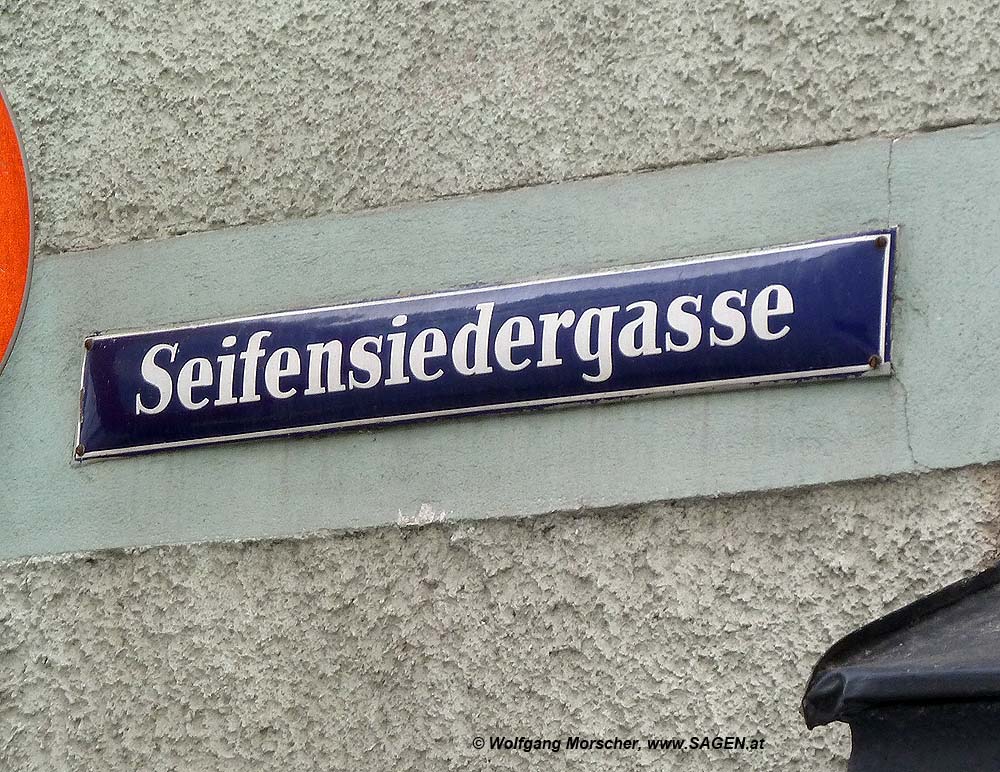 Seifensiedergasse
© Wolfgang Morscher, www.SAGEN.at